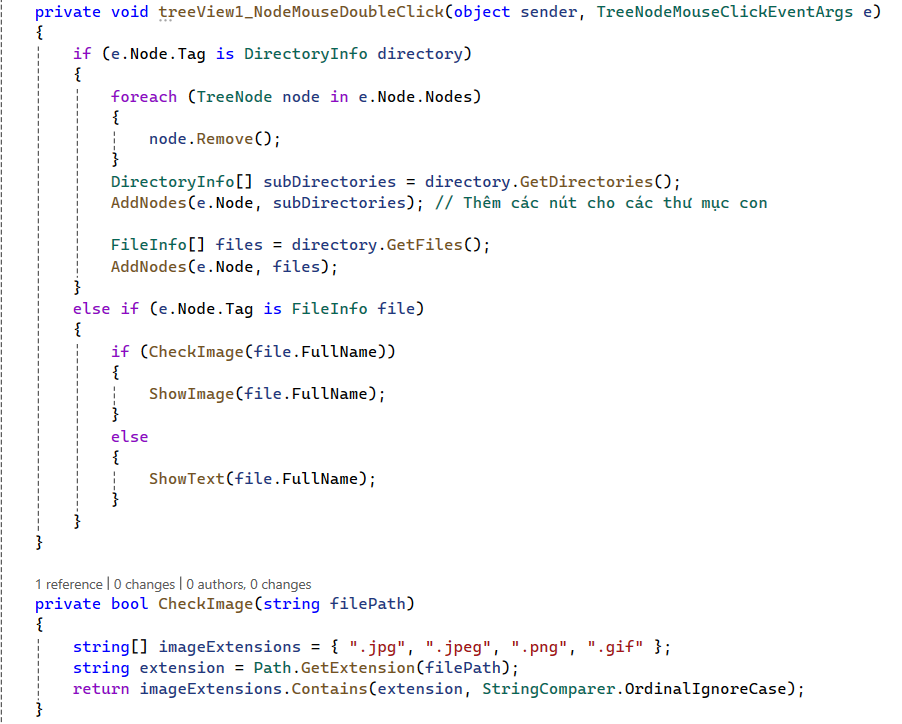 private void treeView1_NodeMouseDoubleClick(object sender, TreeNodeMouseClickEventArgs e)
{
    if (e.Node.Tag is DirectoryInfo directory)
    {
        foreach (TreeNode node in e.Node.Nodes)
        {
            node.Remove();
        }
        DirectoryInfo[] subDirectories = directory.GetDirectories();
        AddNodes(e.Node, subDirectories); // Thêm các nút cho các thư mục con

        FileInfo[] files = directory.GetFiles();
        AddNodes(e.Node, files);
    }
    else if (e.Node.Tag is FileInfo file)
    {
        if (CheckImage(file.FullName))
        {
            ShowImage(file.FullName);
        }
        else
        {
            ShowText(file.FullName);
        }
    }
}

1 reference | 0 changes | 0 authors, 0 changes
private bool CheckImage(string filePath)
{
    string[] imageExtensions = { ".jpg", ".jpeg", ".png", ".gif" };
    string extension = Path.GetExtension(filePath);
    return imageExtensions.Contains(extension, StringComparer.OrdinalIgnoreCase);
}